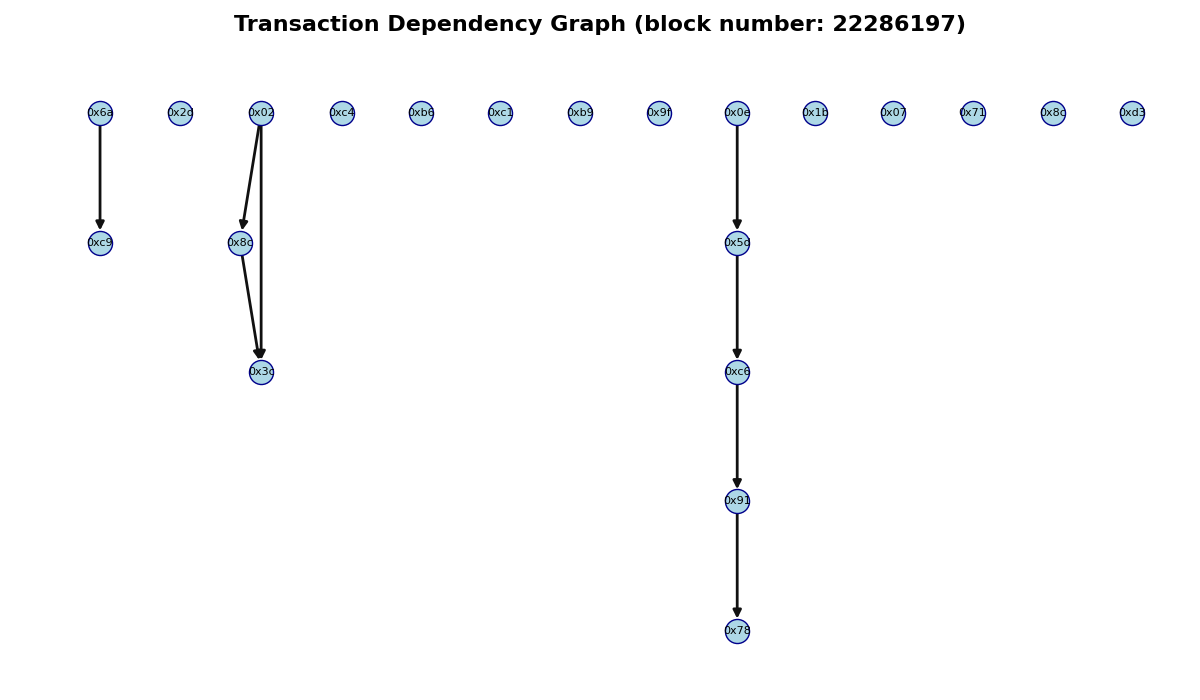 Transaction Dependency Graph (block number: 22286197)
0x6a 0x2d 0x02 0xc4 0xb6 0xc1 0xb9 0x9f 0x0e 0x1b 0x07 0x71 0x8c 0xd3
0xc9 0x8c 0x5d
0x3c 0xc6
0x91
0x78